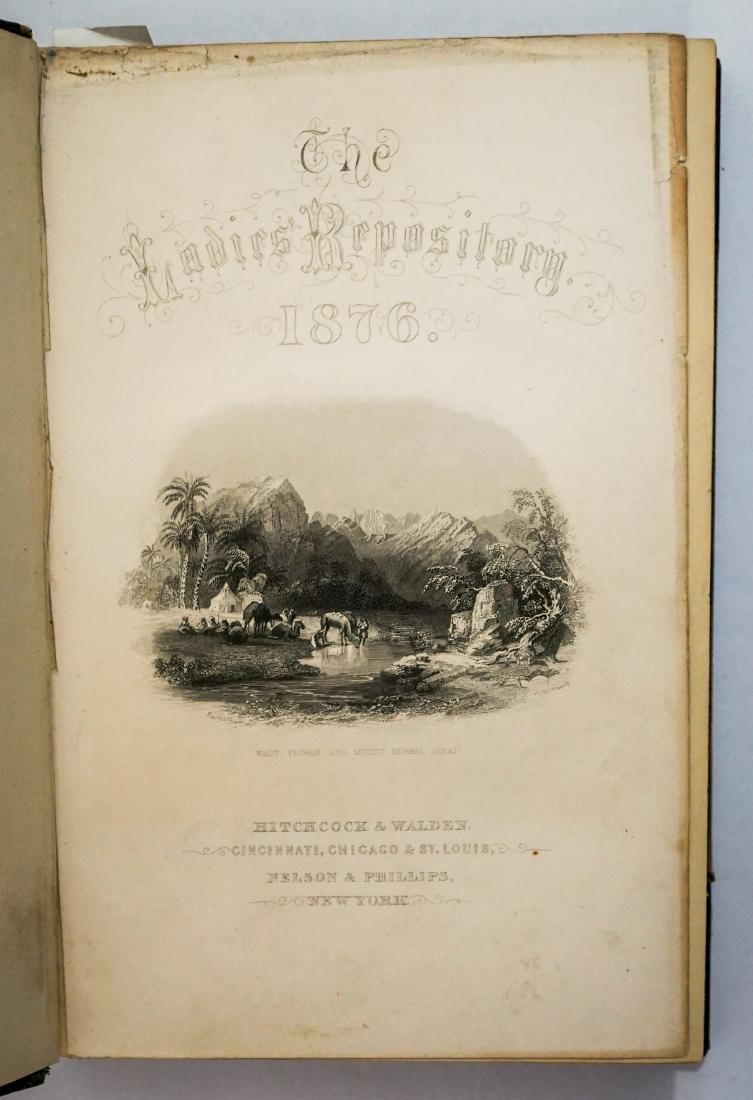 The
Ladies' Repository.
1876.
WADY FEIRAN AND MOUNT SERBAL
HITCHCOCK & WALDEN.
CINCINNATI, CHICAGO & ST. LOUIS,
NELSON & PHILLIPS,
NEW YORK.